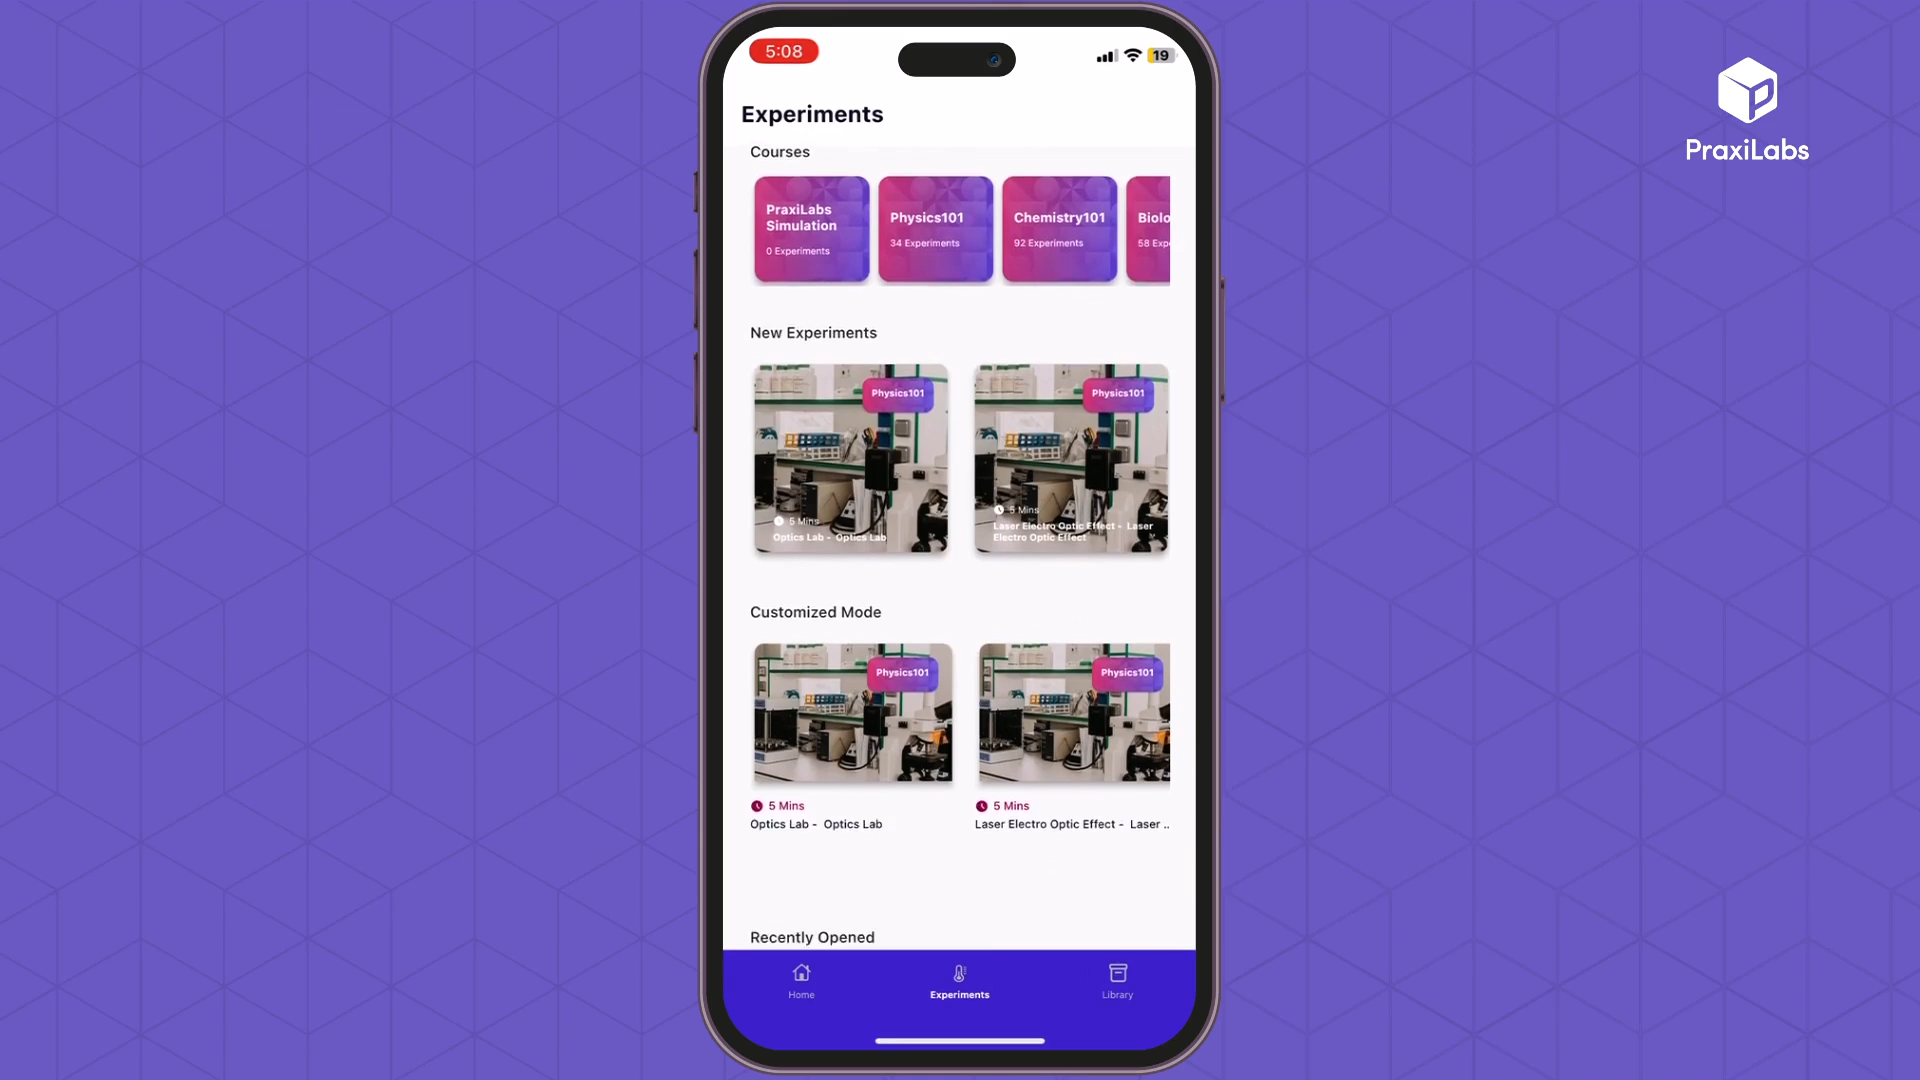 5:08
19
PraxiLabs
Experiments
Courses
PraxiLabs
Simulation
0 Experiments
Physics101
34 Experiments
Chemistry101
92 Experiments
Biolo
58 Exp
New Experiments
Physics101
5 Mins
Optics Lab - Optics Lab
Physics101
5 Mins
Laser Electro Optic Effect - Laser
Electro Optic Effect
Customized Mode
Physics101
5 Mins
Optics Lab - Optics Lab
Physics101
5 Mins
Laser Electro Optic Effect - Laser ..
Recently Opened
Home
Experiments
Library